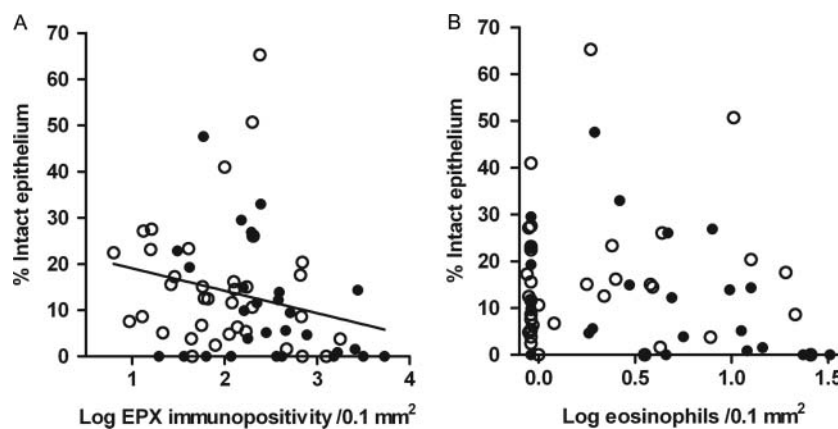 A
% Intact epithelium
70
60
50
40
30
20
10
0
1 2 3 4
Log EPX immunopositivity /0.1 mm²
B
% Intact epithelium
70
60
50
40
30
20
10
0
0.0 0.5 1.0 1.5
Log eosinophils /0.1 mm²